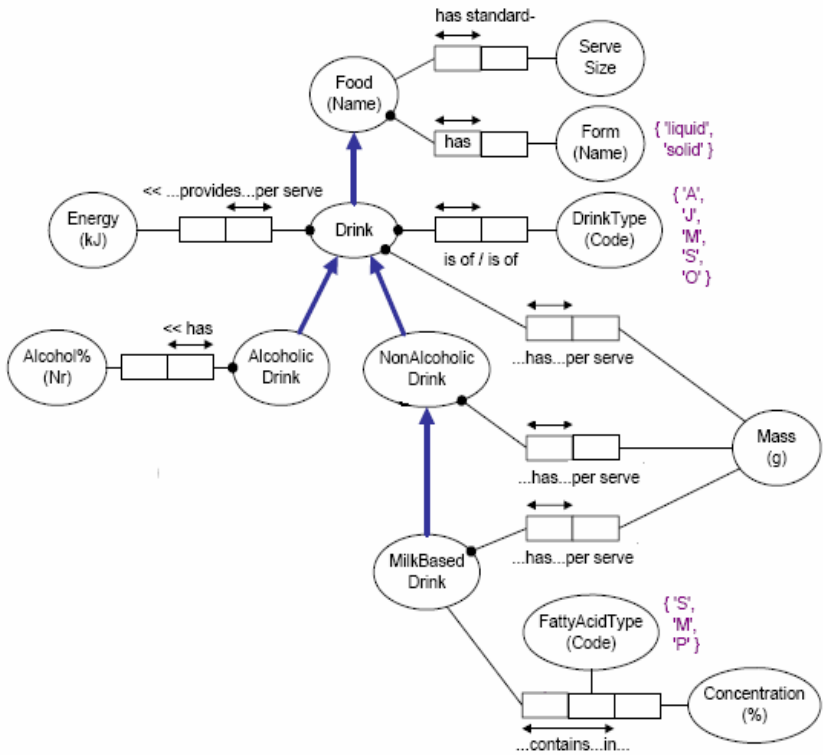 has standard-
Serve
Size
Food
(Name)
has
Form
(Name)
{ 'liquid',
'solid' }
<< ...provides...per serve
Energy
(kJ)
Drink
DrinkType
(Code)
{ 'A',
'J',
'M',
'S',
'O' }
is of / is of
<< has
Alcohol%
(Nr)
Alcoholic
Drink
NonAlcoholic
Drink
...has...per serve
Mass
(g)
...has...per serve
...has...per serve
MilkBased
Drink
FattyAcidType
(Code)
{ 'S',
'M',
'P' }
Concentration
(%)
...contains...in...